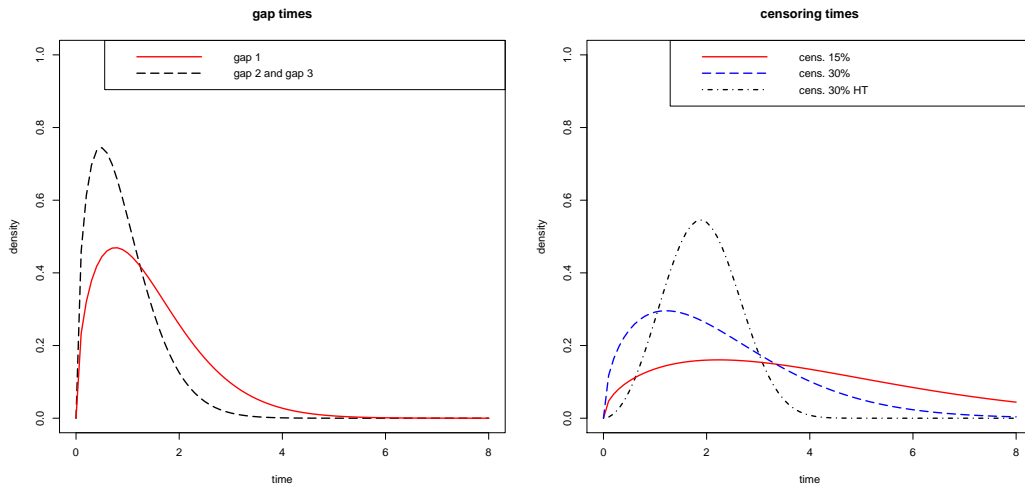 gap times
gap 1
gap 2 and gap 3
density
0.0
0.2
0.4
0.6
0.8
1.0
0
2
4
6
8
time
censoring times
cens. 15%
cens. 30%
cens. 30% HT
density
0.0
0.2
0.4
0.6
0.8
1.0
0
2
4
6
8
time